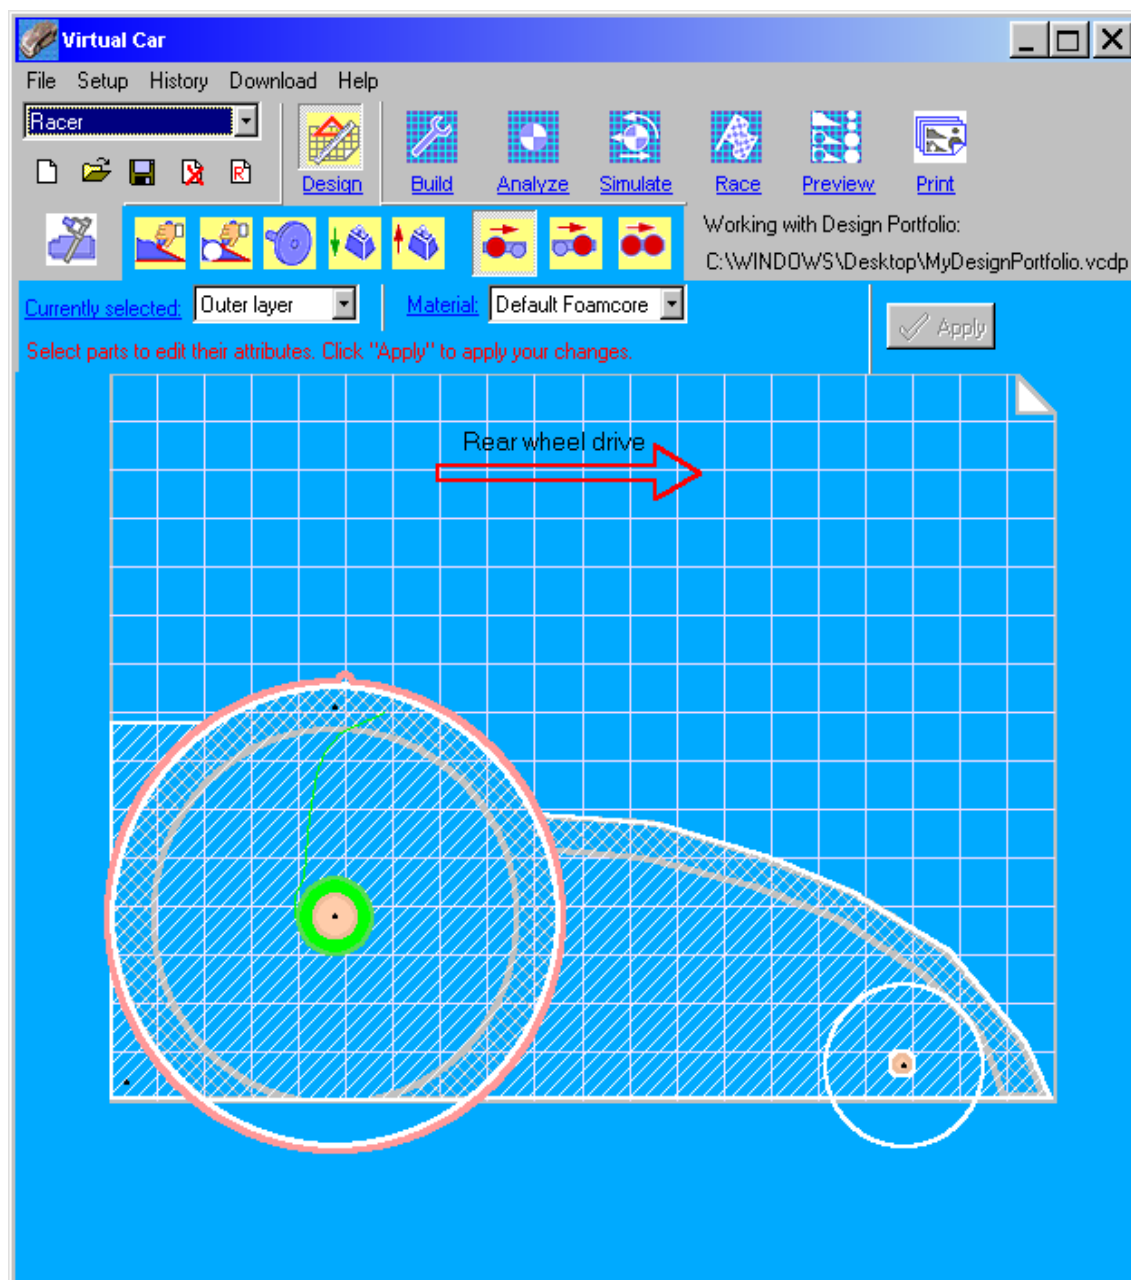 Virtual Car
File Setup History Download Help
Racer
R
Design Build Analyze Simulate Race Preview Print
Working with Design Portfolio:
C:\WINDOWS\Desktop\MyDesignPortfolio.vcdp
Currently selected: Outer layer Material: Default Foamcore Apply
Select parts to edit their attributes. Click "Apply" to apply your changes.
Rear wheel drive